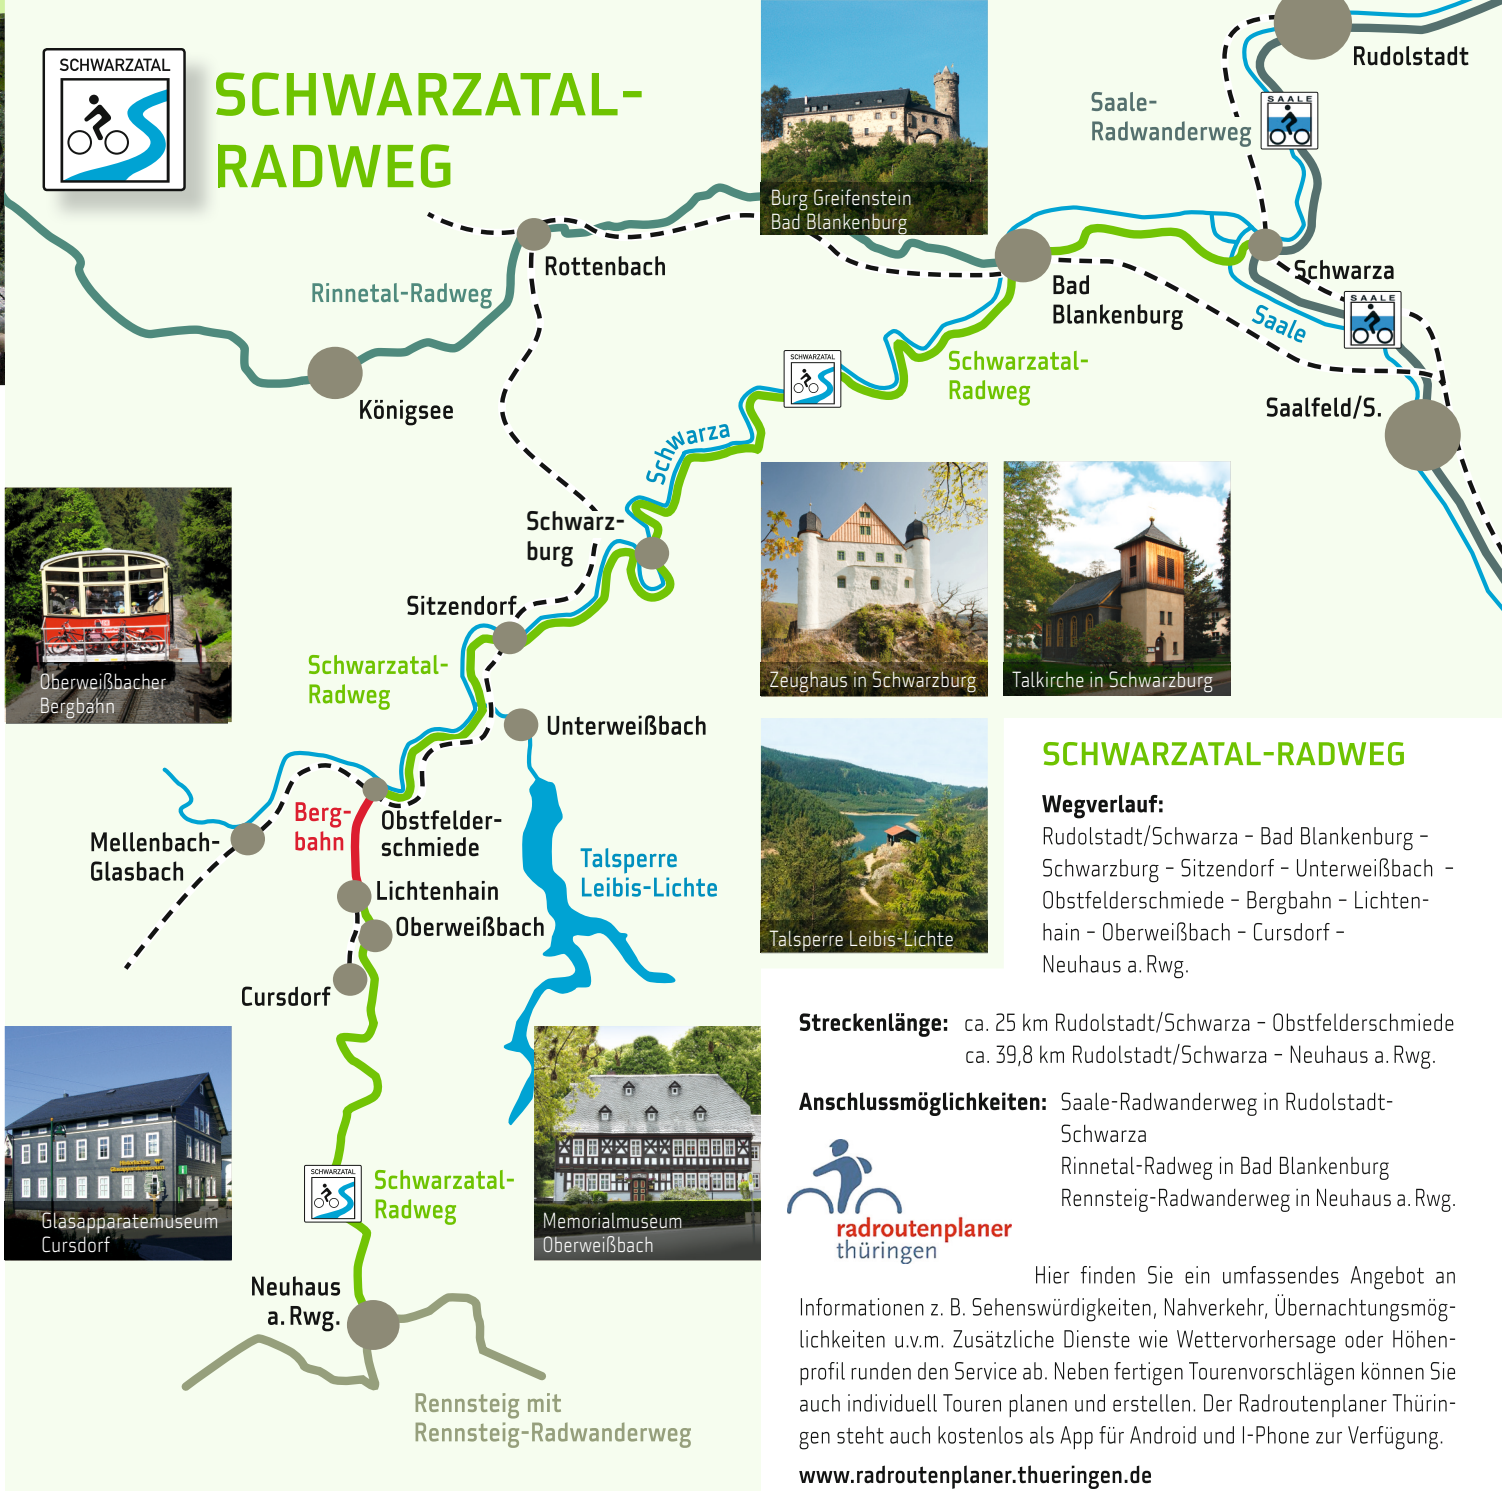 SCHWARZATAL
SCHWARZATAL-
RADWEG
Burg Greifenstein
Bad Blankenburg
Saale-
Radwanderweg
SAALE
Rudolstadt
Rottenbach
Rinnetal-Radweg
Königsee
Bad
Blankenburg
Schwarza
SAALE
Saale
Saalfeld/S.
SCHWARZATAL
Schwarzatal-
Radweg
Schwarza
Schwarz-
burg
Sitzendorf
Oberweißbacher
Bergbahn
Zeughaus in Schwarzburg
Talkirche in Schwarzburg
Schwarzatal-
Radweg
Unterweißbach
Mellenbach-
Glasbach
Berg-
bahn
Obstfelder-
schmiede
Lichtenhain
Oberweißbach
Cursdorf
Talsperre
Leibis-Lichte
Talsperre Leibis-Lichte
Glasapparatemuseum
Cursdorf
SCHWARZATAL
Schwarzatal-
Radweg
Memorialmuseum
Oberweißbach
Neuhaus
a. Rwg.
Rennsteig mit
Rennsteig-Radwanderweg
SCHWARZATAL-RADWEG
Wegverlauf:
Rudolstadt/Schwarza – Bad Blankenburg –
Schwarzburg – Sitzendorf – Unterweißbach –
Obstfelderschmiede – Bergbahn – Lichten-
hain – Oberweißbach – Cursdorf –
Neuhaus a. Rwg.
Streckenlänge: ca. 25 km Rudolstadt/Schwarza – Obstfelderschmiede
ca. 39,8 km Rudolstadt/Schwarza – Neuhaus a. Rwg.
Anschlussmöglichkeiten: Saale-Radwanderweg in Rudolstadt-
Schwarza
Rinnetal-Radweg in Bad Blankenburg
Rennsteig-Radwanderweg in Neuhaus a. Rwg.
radroutenplaner
thüringen
Hier finden Sie ein umfassendes Angebot an
Informationen z. B. Sehenswürdigkeiten, Nahverkehr, Übernachtungsmög-
lichkeiten u.v.m. Zusätzliche Dienste wie Wettervorhersage oder Höhen-
profil runden den Service ab. Neben fertigen Tourenvorschlägen können Sie
auch individuell Touren planen und erstellen. Der Radroutenplaner Thürin-
gen steht auch kostenlos als App für Android und I-Phone zur Verfügung.
www.radroutenplaner.thueringen.de